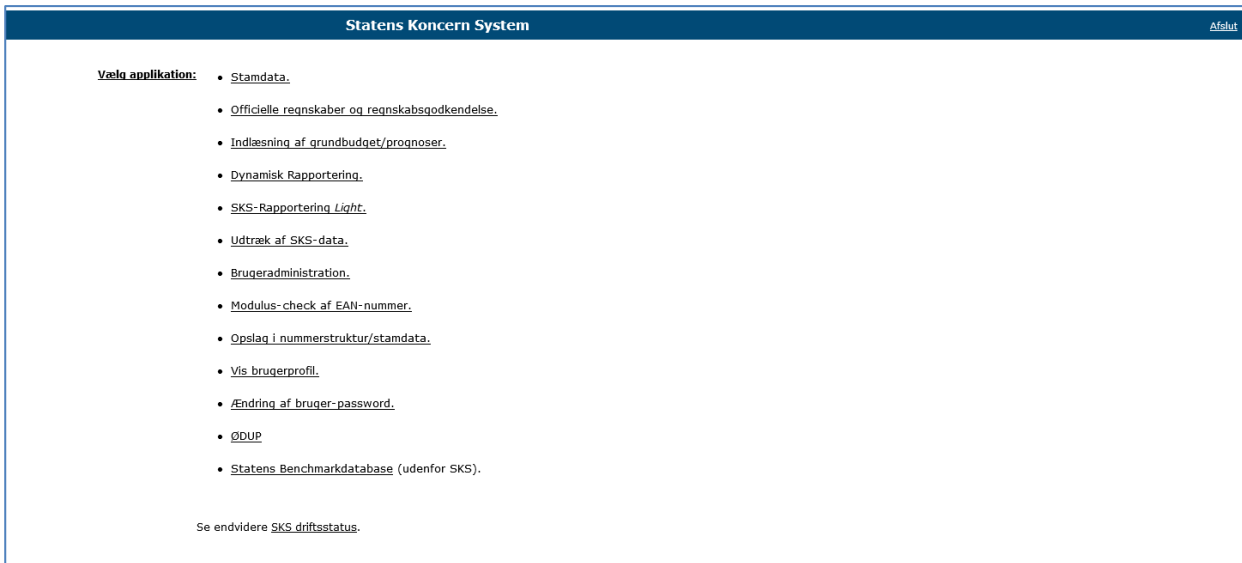 Statens Koncern System
Afslut
Vælg applikation:
• Stamdata.
• Officielle regnskaber og regnskabsgodkendelse.
• Indlæsning af grundbudget/prognoser.
• Dynamisk Rapportering.
• SKS-Rapportering Light.
• Udtræk af SKS-data.
• Brugeradministration.
• Modulus-check af EAN-nummer.
• Opslag i nummerstruktur/stamdata.
• Vis brugerprofil.
• Ændring af bruger-password.
• ØDUP
• Statens Benchmarkdatabase (udenfor SKS).
Se endvidere SKS driftsstatus.